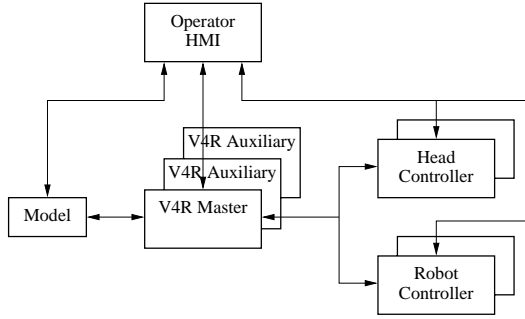 Operator
HMI
V4R Auxiliary
V4R Auxiliary
V4R Master
Model
Head
Controller
Robot
Controller